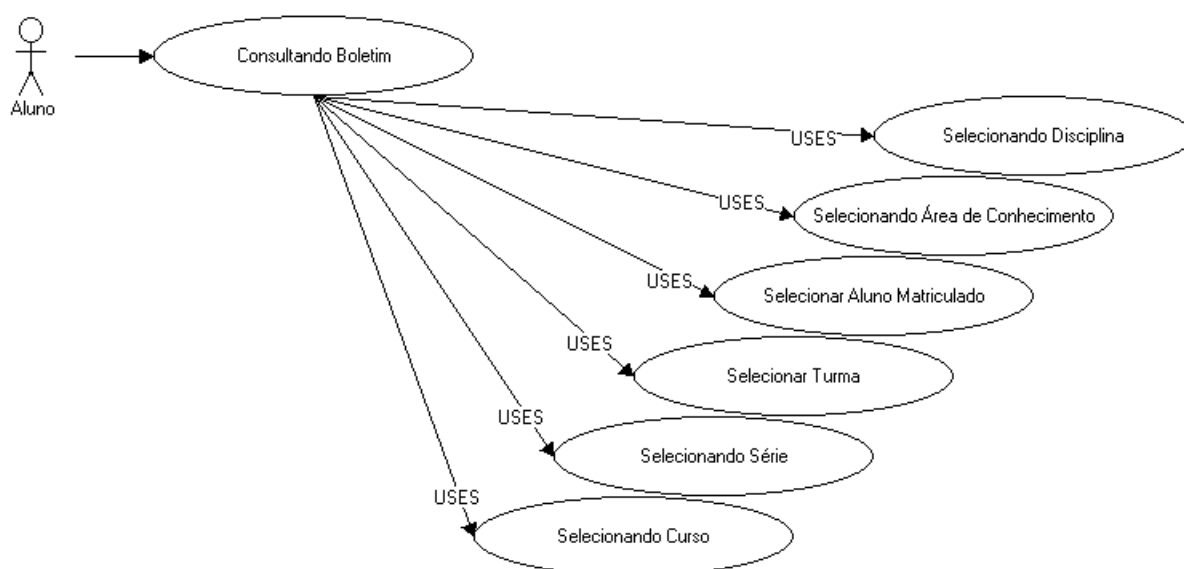 Consultando Boletim
Aluno
USES
Selecionando Disciplina
USES
Selecionando Área de Conhecimento
USES
Selecionar Aluno Matriculado
USES
Selecionar Turma
USES
Selecionando Série
USES
Selecionando Curso